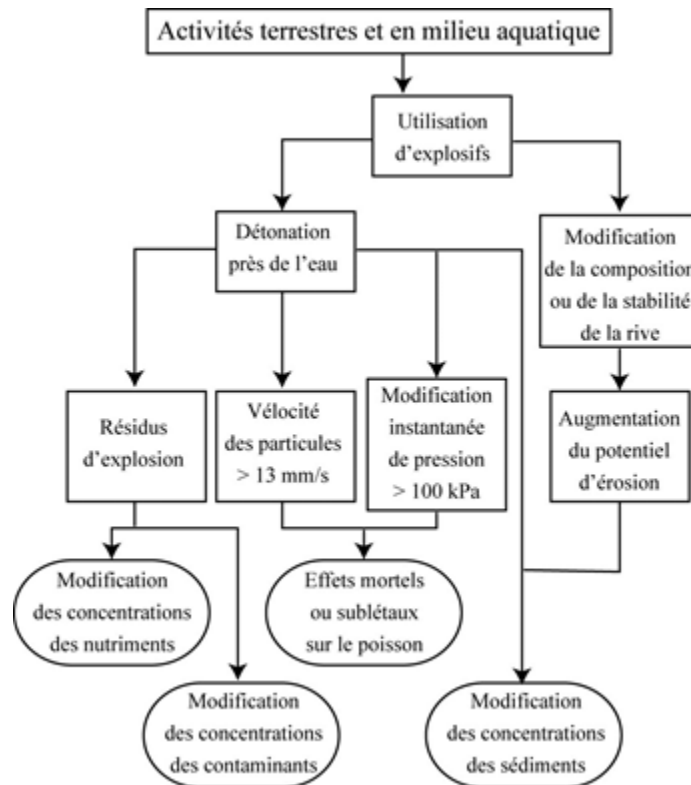 Activités terrestres et en milieu aquatique
Utilisation
d'explosifs
Détonation
près de l'eau
Modification
de la composition
ou de la stabilité
de la rive
Résidus
d'explosion
Vélocité
des particules
> 13 mm/s
Modification
instantanée
de pression
> 100 kPa
Augmentation
du potentiel
d'érosion
Modification
des concentrations
des nutriments
Effets mortels
ou sublétaux
sur le poisson
Modification
des concentrations
des contaminants
Modification
des concentrations
des sédiments